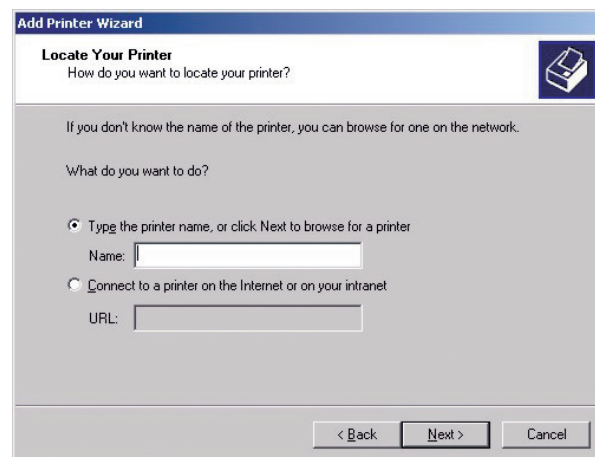 Add Printer Wizard
Locate Your Printer
How do you want to locate your printer?
If you don't know the name of the printer, you can browse for one on the network.
What do you want to do?
Type the printer name, or click Next to browse for a printer
Name:
Connect to a printer on the Internet or on your intranet
URL:
< Back Next > Cancel